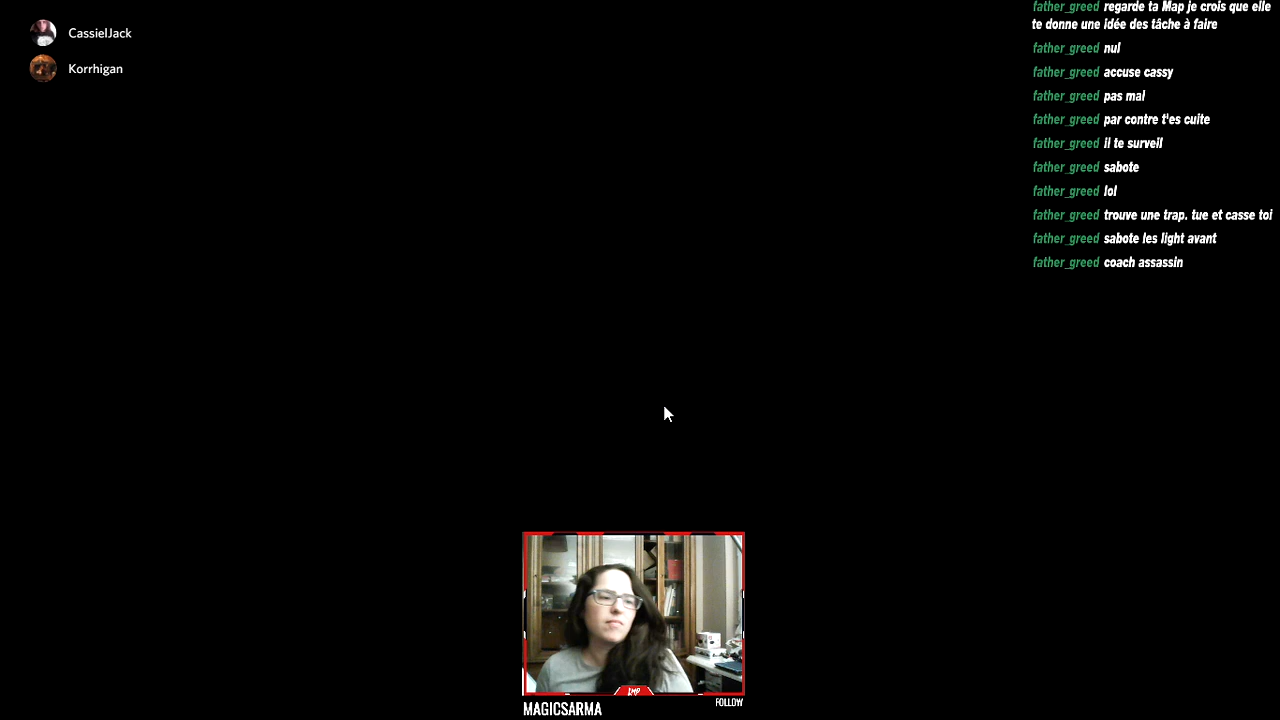 CassielJack
Korrhigan
father_greed regarde ta Map je crois que elle
te donne une idée des tâche à faire
father_greed nul
father_greed accuse cassy
father_greed pas mal
father_greed par contre t'es cuite
father_greed il te surveil
father_greed sabote
father_greed lol
father_greed trouve une trap. tue et casse toi
father_greed sabote les light avant
father_greed coach assassin
MAGICSARMA
FOLLOW